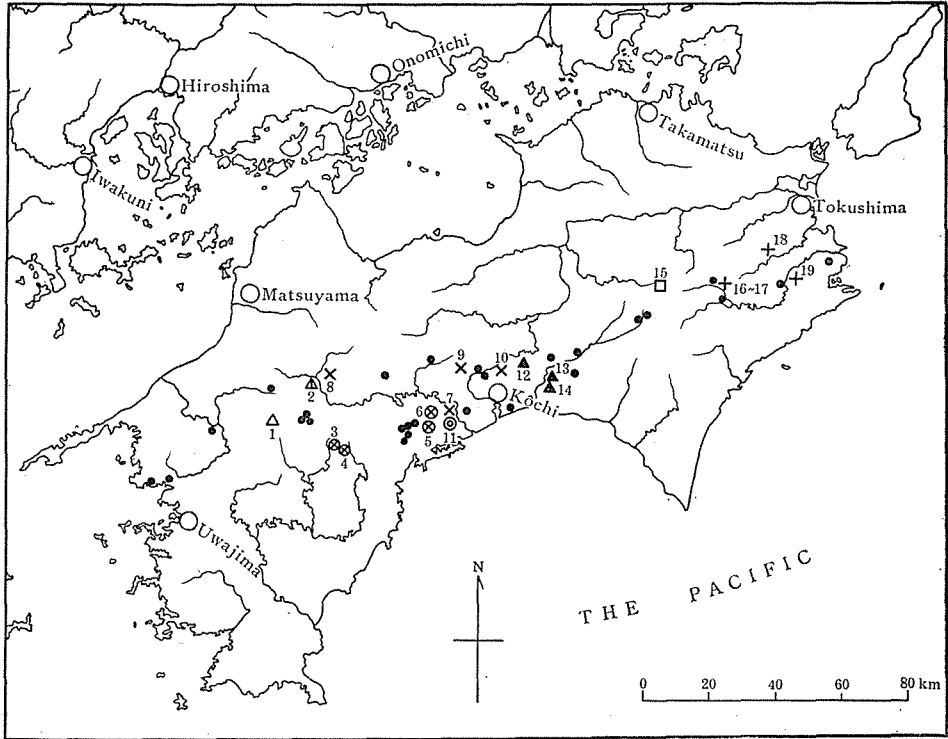 Onomichi
Hiroshima
Takamatsu
Iwakuni
Tokushima
18
19
15
16~17
Matsuyama
9
10
8
12
13
2
14
Kôchi
7
6
1
5
11
3
4
Uwajima
N
THE PACIFIC
0 20 40 60 80 km